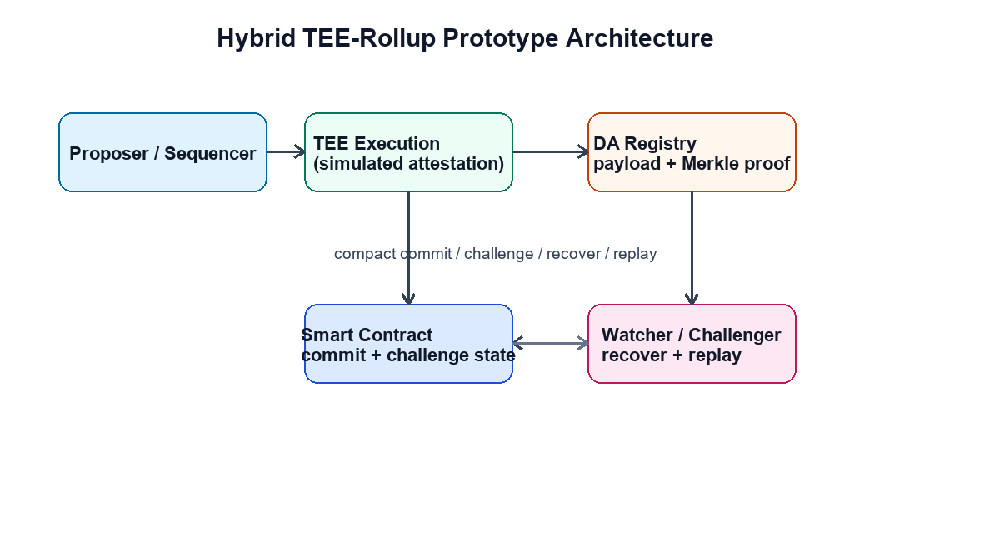 Hybrid TEE-Rollup Prototype Architecture
Proposer / Sequencer
TEE Execution
(simulated attestation)
DA Registry
payload + Merkle proof
compact commit / challenge / recover / replay
Smart Contract
commit + challenge state
Watcher / Challenger
recover + replay